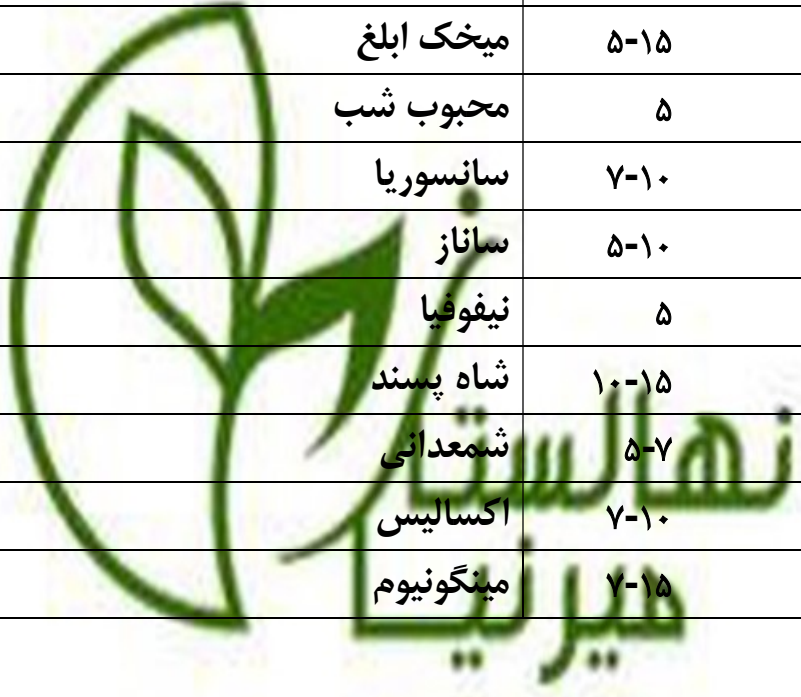 میخک ابلغ ۵-۱۵
محبوب شب ۵
سانسوریا ۷-۱۰
ساناز ۵-۱۰
نیفوفیا ۵
شاه پسند ۱۰-۱۵
شمعدانی ۵-۷
اکسالیس ۷-۱۰
مینگونیوم ۷-۱۵
نهالستان
میرنیا